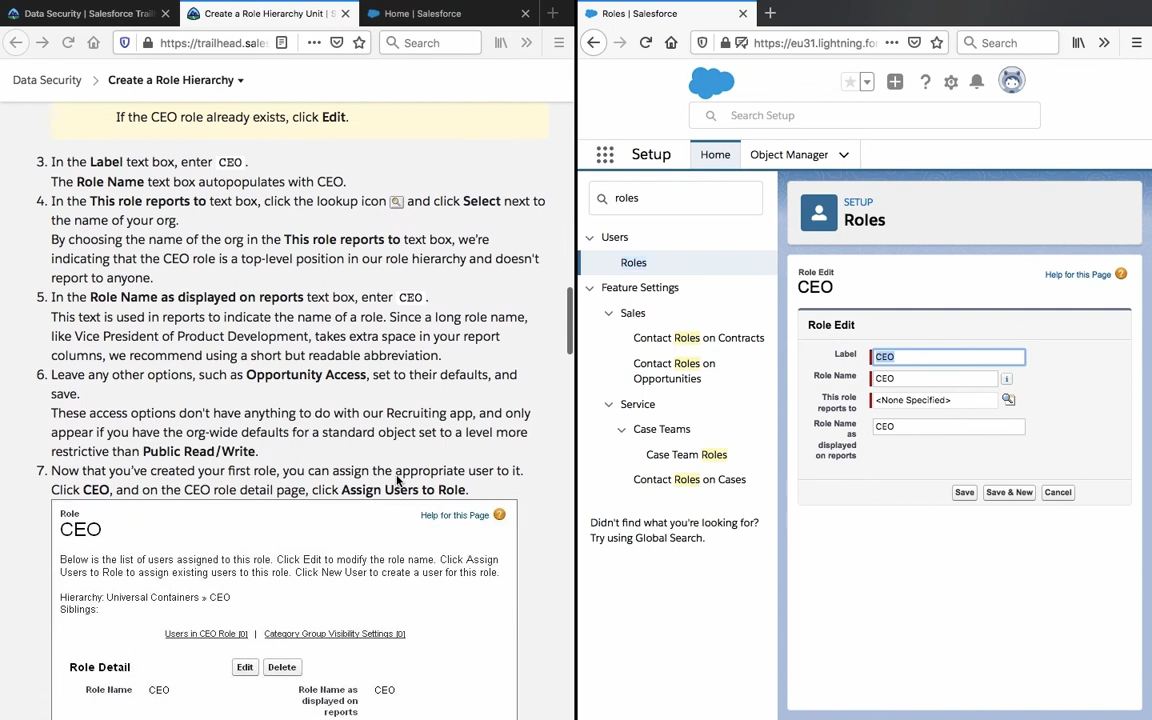 Data Security | Salesforce Trail
Create a Role Hierarchy Unit | S
Home | Salesforce
https://trailhead.sale
Search
Data Security
Create a Role Hierarchy
If the CEO role already exists, click Edit.
3. In the Label text box, enter CEO .
The Role Name text box autopopulates with CEO.
4. In the This role reports to text box, click the lookup icon and click Select next to
the name of your org.
By choosing the name of the org in the This role reports to text box, we’re
indicating that the CEO role is a top-level position in our role hierarchy and doesn’t
report to anyone.
5. In the Role Name as displayed on reports text box, enter CEO .
This text is used in reports to indicate the name of a role. Since a long role name,
like Vice President of Product Development, takes extra space in your report
columns, we recommend using a short but readable abbreviation.
6. Leave any other options, such as Opportunity Access, set to their defaults, and
save.
These access options don't have anything to do with our Recruiting app, and only
appear if you have the org-wide defaults for a standard object set to a level more
restrictive than Public Read/Write.
7. Now that you’ve created your first role, you can assign the appropriate user to it.
Click CEO, and on the CEO role detail page, click Assign Users to Role.
Role
CEO
Help for this Page
Below is the list of users assigned to this role. Click Edit to modify the role name. Click Assign
Users to Role to assign existing users to this role. Click New User to create a user for this role.
Hierarchy: Universal Containers » CEO
Siblings:
Users in CEO Role [0] | Category Group Visibility Settings [0]
Role Detail
Edit
Delete
Role Name CEO
Role Name as
displayed on
reports
CEO
Roles | Salesforce
https://eu31.lightning.fo
Search
Search Setup
Setup
Home
Object Manager
roles
Users
Roles
Feature Settings
Sales
Contact Roles on Contracts
Contact Roles on
Opportunities
Service
Case Teams
Case Team Roles
Contact Roles on Cases
Didn't find what you're looking for?
Try using Global Search.
SETUP
Roles
Role Edit
CEO
Help for this Page
Role Edit
Label CEO
Role Name CEO
This role
reports to
<None Specified>
Role Name
as
displayed
on reports
CEO
Save
Save & New
Cancel